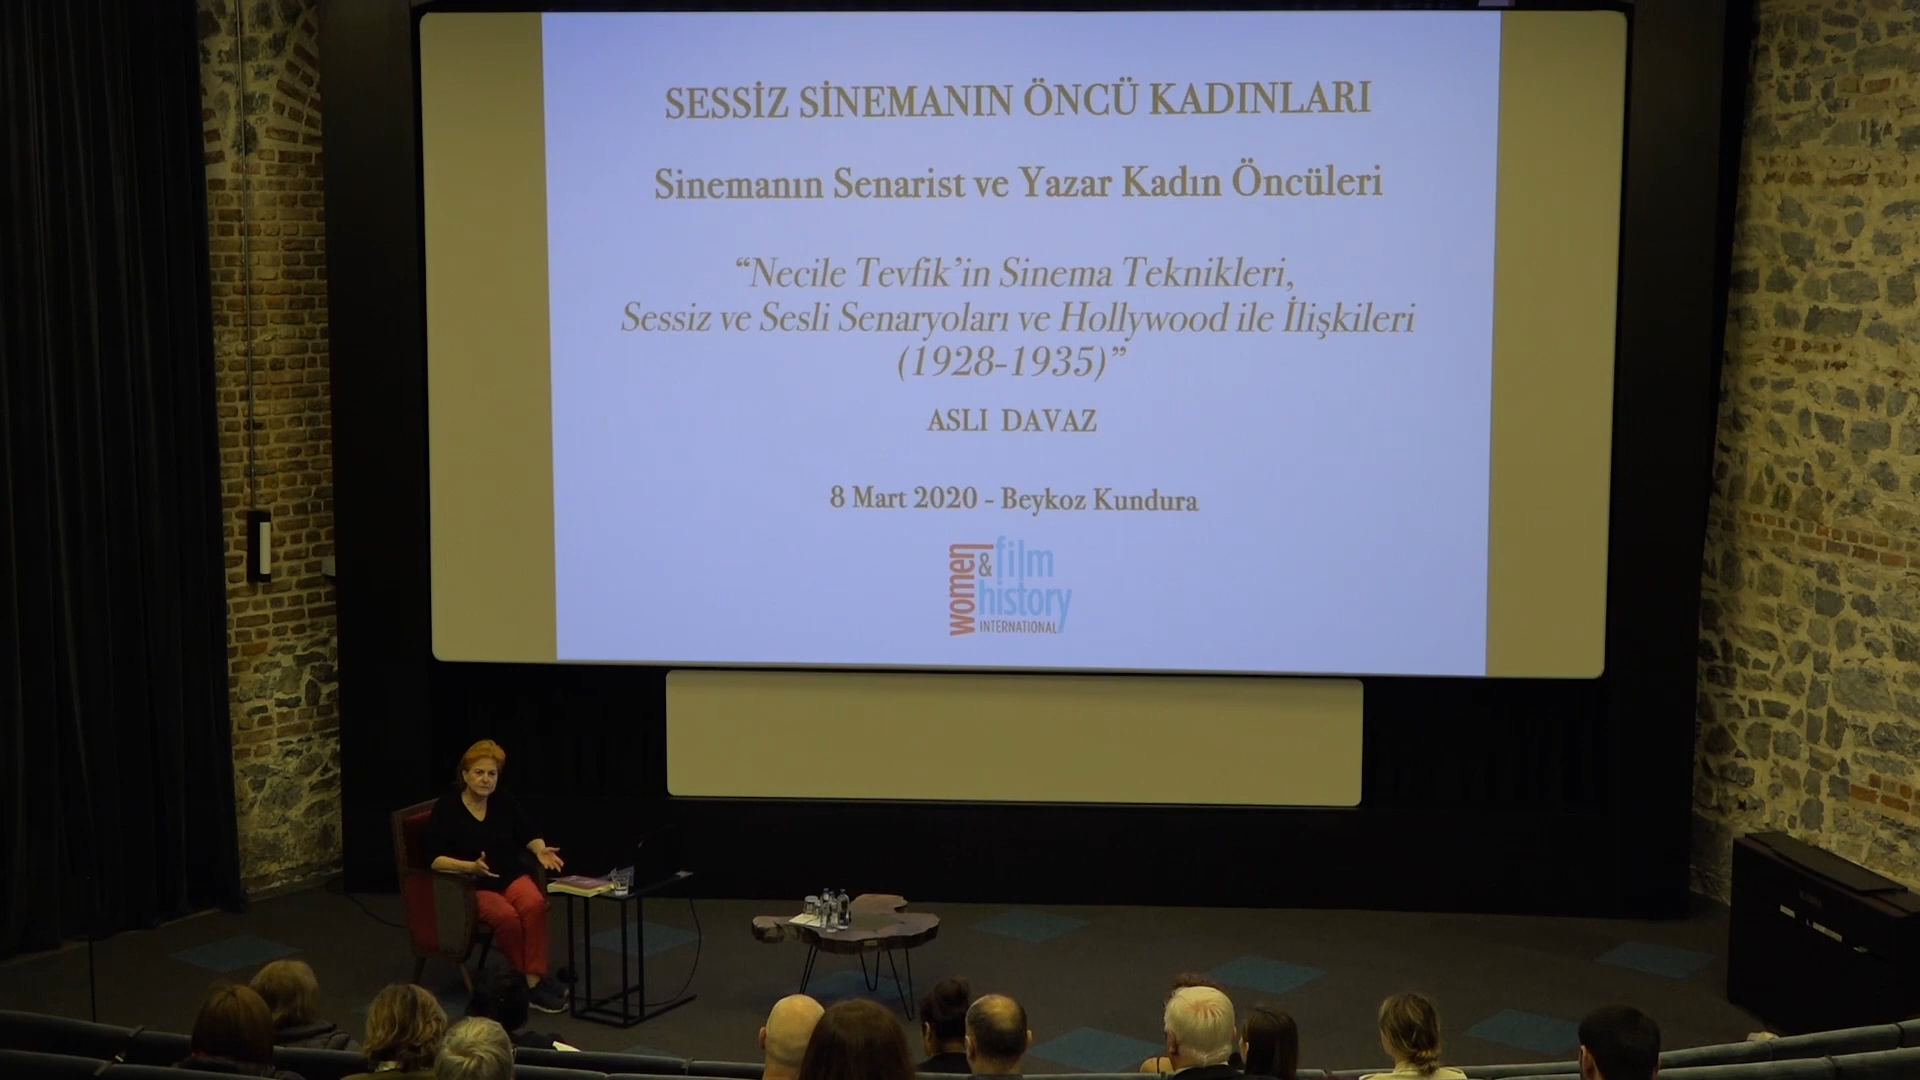 SESSİZ SİNEMANIN ÖNCÜ KADINLARI
Sinemanın Senarist ve Yazar Kadın Öncüleri
“Necile Tevfik’in Sinema Teknikleri,
Sessiz ve Sesli Senaryoları ve Hollywood ile İlişkileri
(1928-1935)”
ASLI DAVAZ
8 Mart 2020 - Beykoz Kundura
women & film
history
INTERNATIONAL